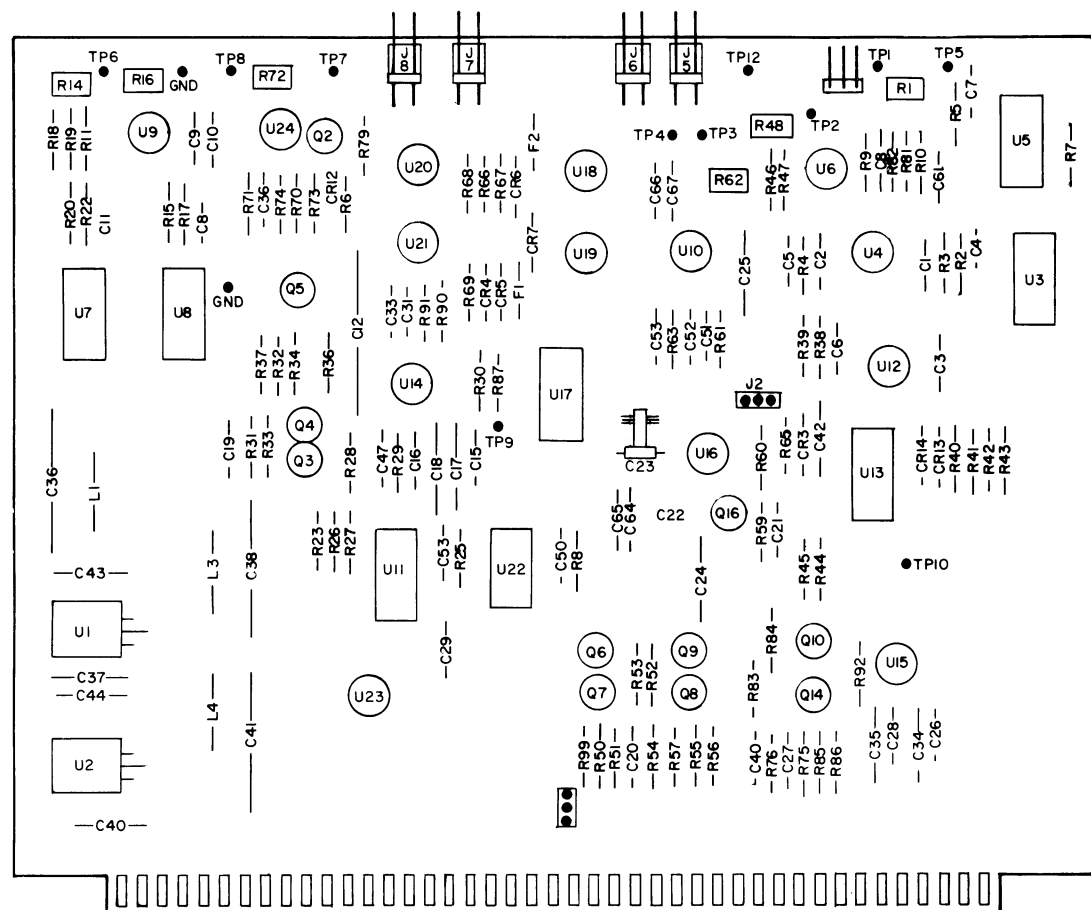 J8
J7
J6
J5
TP6
TP8
TP7
TP12
TP1
TP5
R14
R16
GND
R72
R1
C7
R5
U5
R7
R18
R19
R11
U9
C9
C10
U24
Q2
R79
F2
TP4
TP3
R48
TP2
U20
U18
U6
R9
C8
R82
R81
R10
C61
R68
R66
R67
CR6
C66
C67
R62
R46
R47
R20
R22
C11
R15
R17
C8
R71
C36
R74
R70
R73
CR12
R6
U21
CR7
U19
U10
C25
C5
R4
C2
U4
C1
R3
R2
C4
U3
U7
U8
GND
Q5
C12
C33
C31
R91
R90
R69
CR4
CR5
F1
C53
R63
C52
C51
R61
R39
R38
C6
U12
C3
R37
R32
R34
R36
U14
R30
R87
U17
J2
C36
L1
C19
R31
R33
Q4
Q3
R28
C47
R29
C16
C18
C17
C15
TP9
C23
U16
R60
R65
CR3
C42
U13
CR14
CR13
R40
R41
R42
R43
C65
C64
C22
Q16
R59
C21
C43
L3
C38
R23
R26
R27
U11
C53
R25
U22
C50
R8
C24
R45
R44
TP10
U1
C37
C44
L4
C41
C29
U23
Q6
Q7
R53
R52
Q9
Q8
R84
R83
Q10
Q14
R92
U15
U2
C40
R99
R50
R51
C20
R54
R57
R55
R56
C40
R76
C27
R75
R85
R86
C35
C28
C34
C26